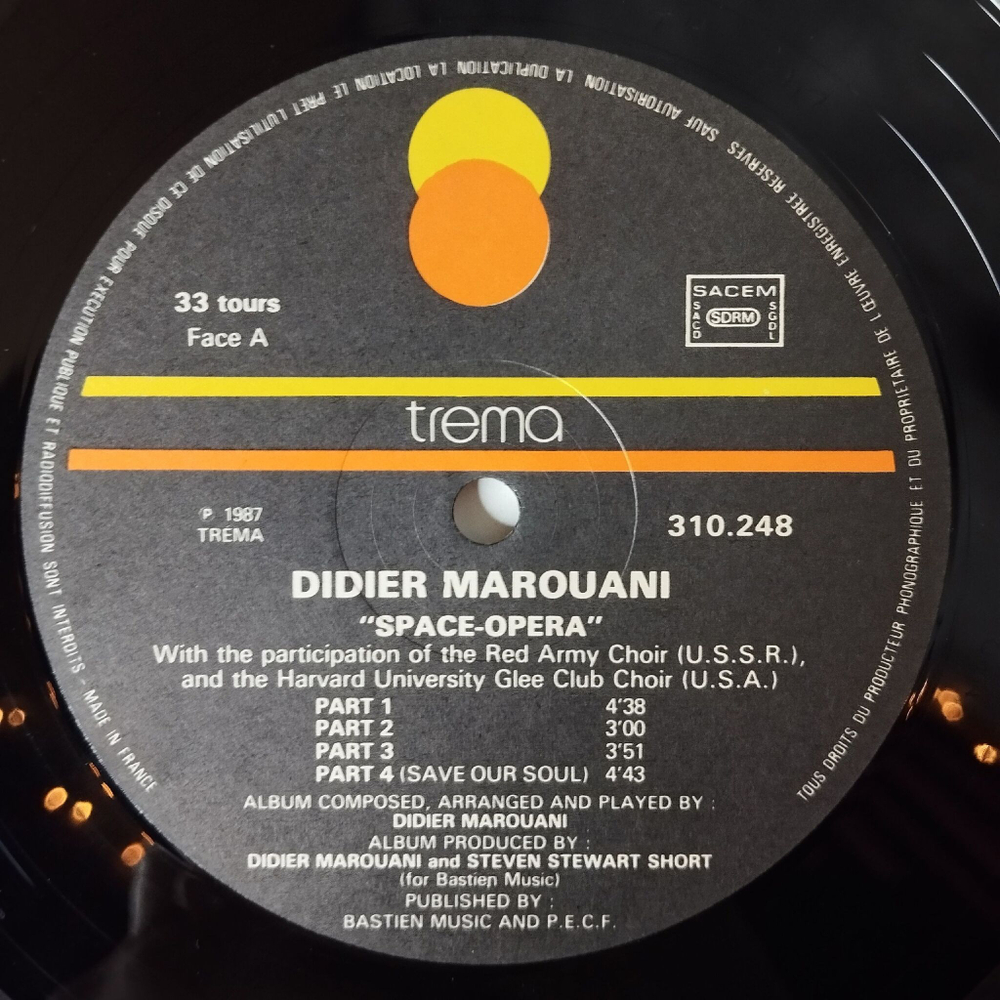 TOUS DROITS DU PRODUCTEUR PHONOGRAPHIQUE ET DU PROPRIETAIRE DE L'ŒUVRE ENREGISTREE RESERVES SAUF AUTORISATION LA DUPLICATION LA LOCATION LE PRET L'UTILISATION DE CE DISQUE POUR EXECUTION PUBLIQUE ET RADIODIFFUSION SONT INTERDITS - MADE IN FRANCE
33 tours
Face A
SACEM
SACD
SDRM
SGDL
trema
℗ 1987
TRÉMA
310.248
DIDIER MAROUANI
"SPACE-OPERA"
With the participation of the Red Army Choir (U.S.S.R.),
and the Harvard University Glee Club Choir (U.S.A.)
PART 1 4'38
PART 2 3'00
PART 3 3'51
PART 4 (SAVE OUR SOUL) 4'43
ALBUM COMPOSED, ARRANGED AND PLAYED BY :
DIDIER MAROUANI
ALBUM PRODUCED BY :
DIDIER MAROUANI and STEVEN STEWART SHORT
(for Bastien Music)
PUBLISHED BY :
BASTIEN MUSIC AND P.E.C.F.